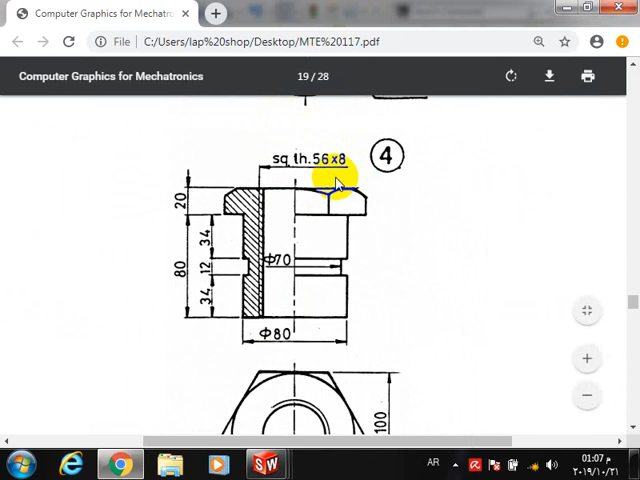 Computer Graphics for Mechatronics
File C:/Users/lap%20shop/Desktop/MTE%20117.pdf
Computer Graphics for Mechatronics 19 / 28
sq th. 56x8
4
20
34
Φ70
12
80
34
Φ80
100
AR
01:07 م
٢٠١٩/١٠/٢١